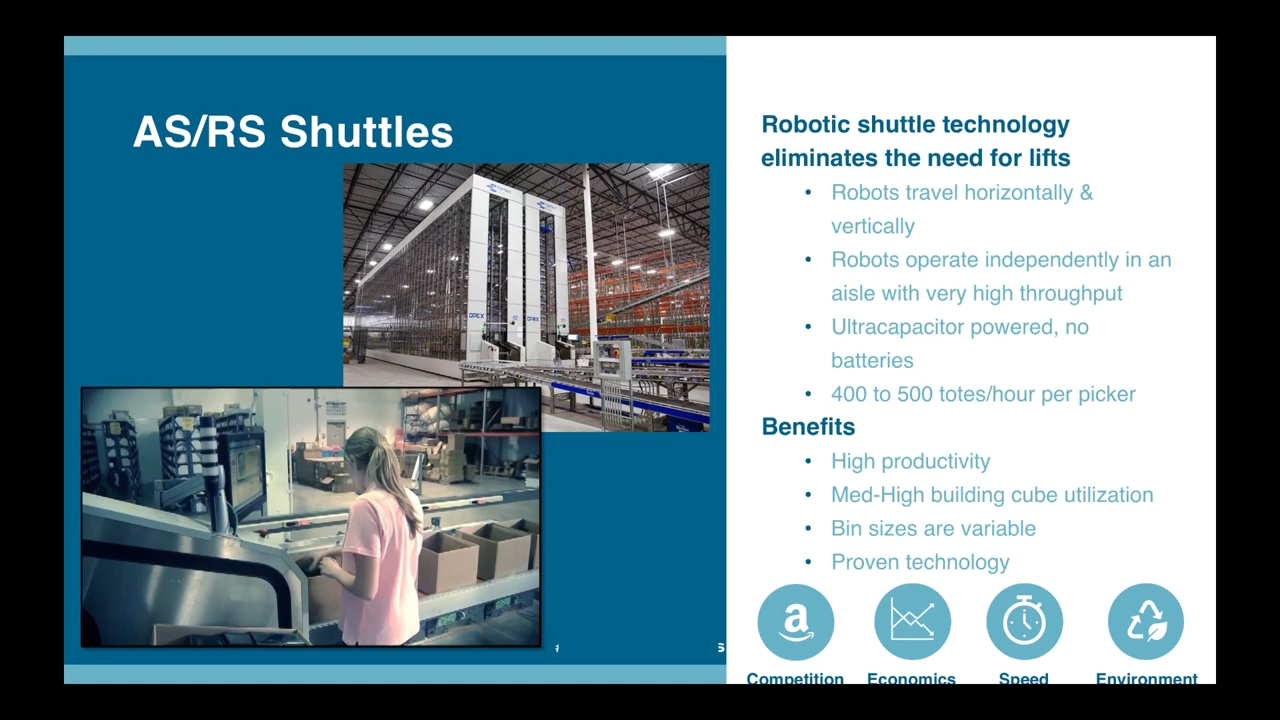 AS/RS Shuttles
OPEX
OPEX
Robotic shuttle technology
eliminates the need for lifts
• Robots travel horizontally &
vertically
• Robots operate independently in an
aisle with very high throughput
• Ultracapacitor powered, no
batteries
• 400 to 500 totes/hour per picker
Benefits
• High productivity
• Med-High building cube utilization
• Bin sizes are variable
• Proven technology
a
Competition
Economics
Speed
Environment